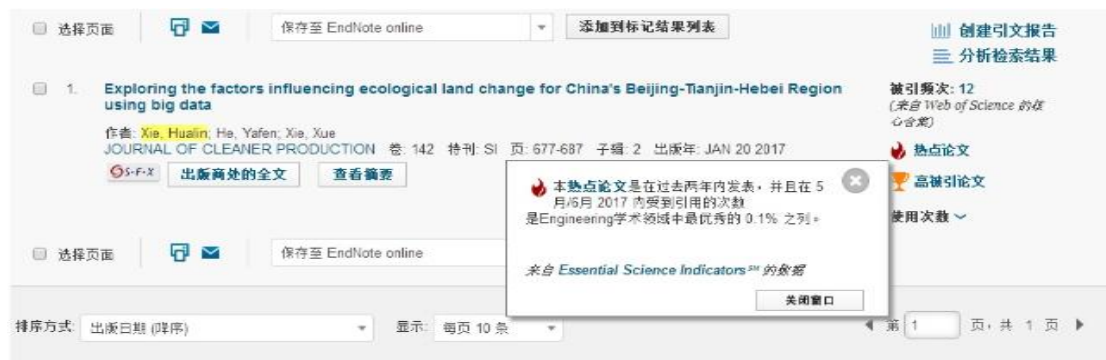 选择页面 保存至 EndNote online 添加到标记结果列表
创建引文报告
分析检索结果
1. Exploring the factors influencing ecological land change for China's Beijing-Tianjin-Hebei Region
using big data
作者: Xie, Hualin; He, Yafen; Xie, Xue
JOURNAL OF CLEANER PRODUCTION 卷: 142 特刊: SI 页: 677-687 子辑: 2 出版年: JAN 20 2017
S·F·X 出版商处的全文 查看摘要
被引频次: 12
(来自 Web of Science 的核
心合集)
热点论文
高被引论文
使用次数
本热点论文是在过去两年内发表，并且在 5
月/6月 2017 内受到引用的次数
是Engineering学术领域中最优秀的 0.1% 之列。
来自 Essential Science Indicators℠ 的数据
关闭窗口
选择页面 保存至 EndNote online
排序方式: 出版日期 (降序) 显示: 每页 10 条 第 1 页，共 1 页